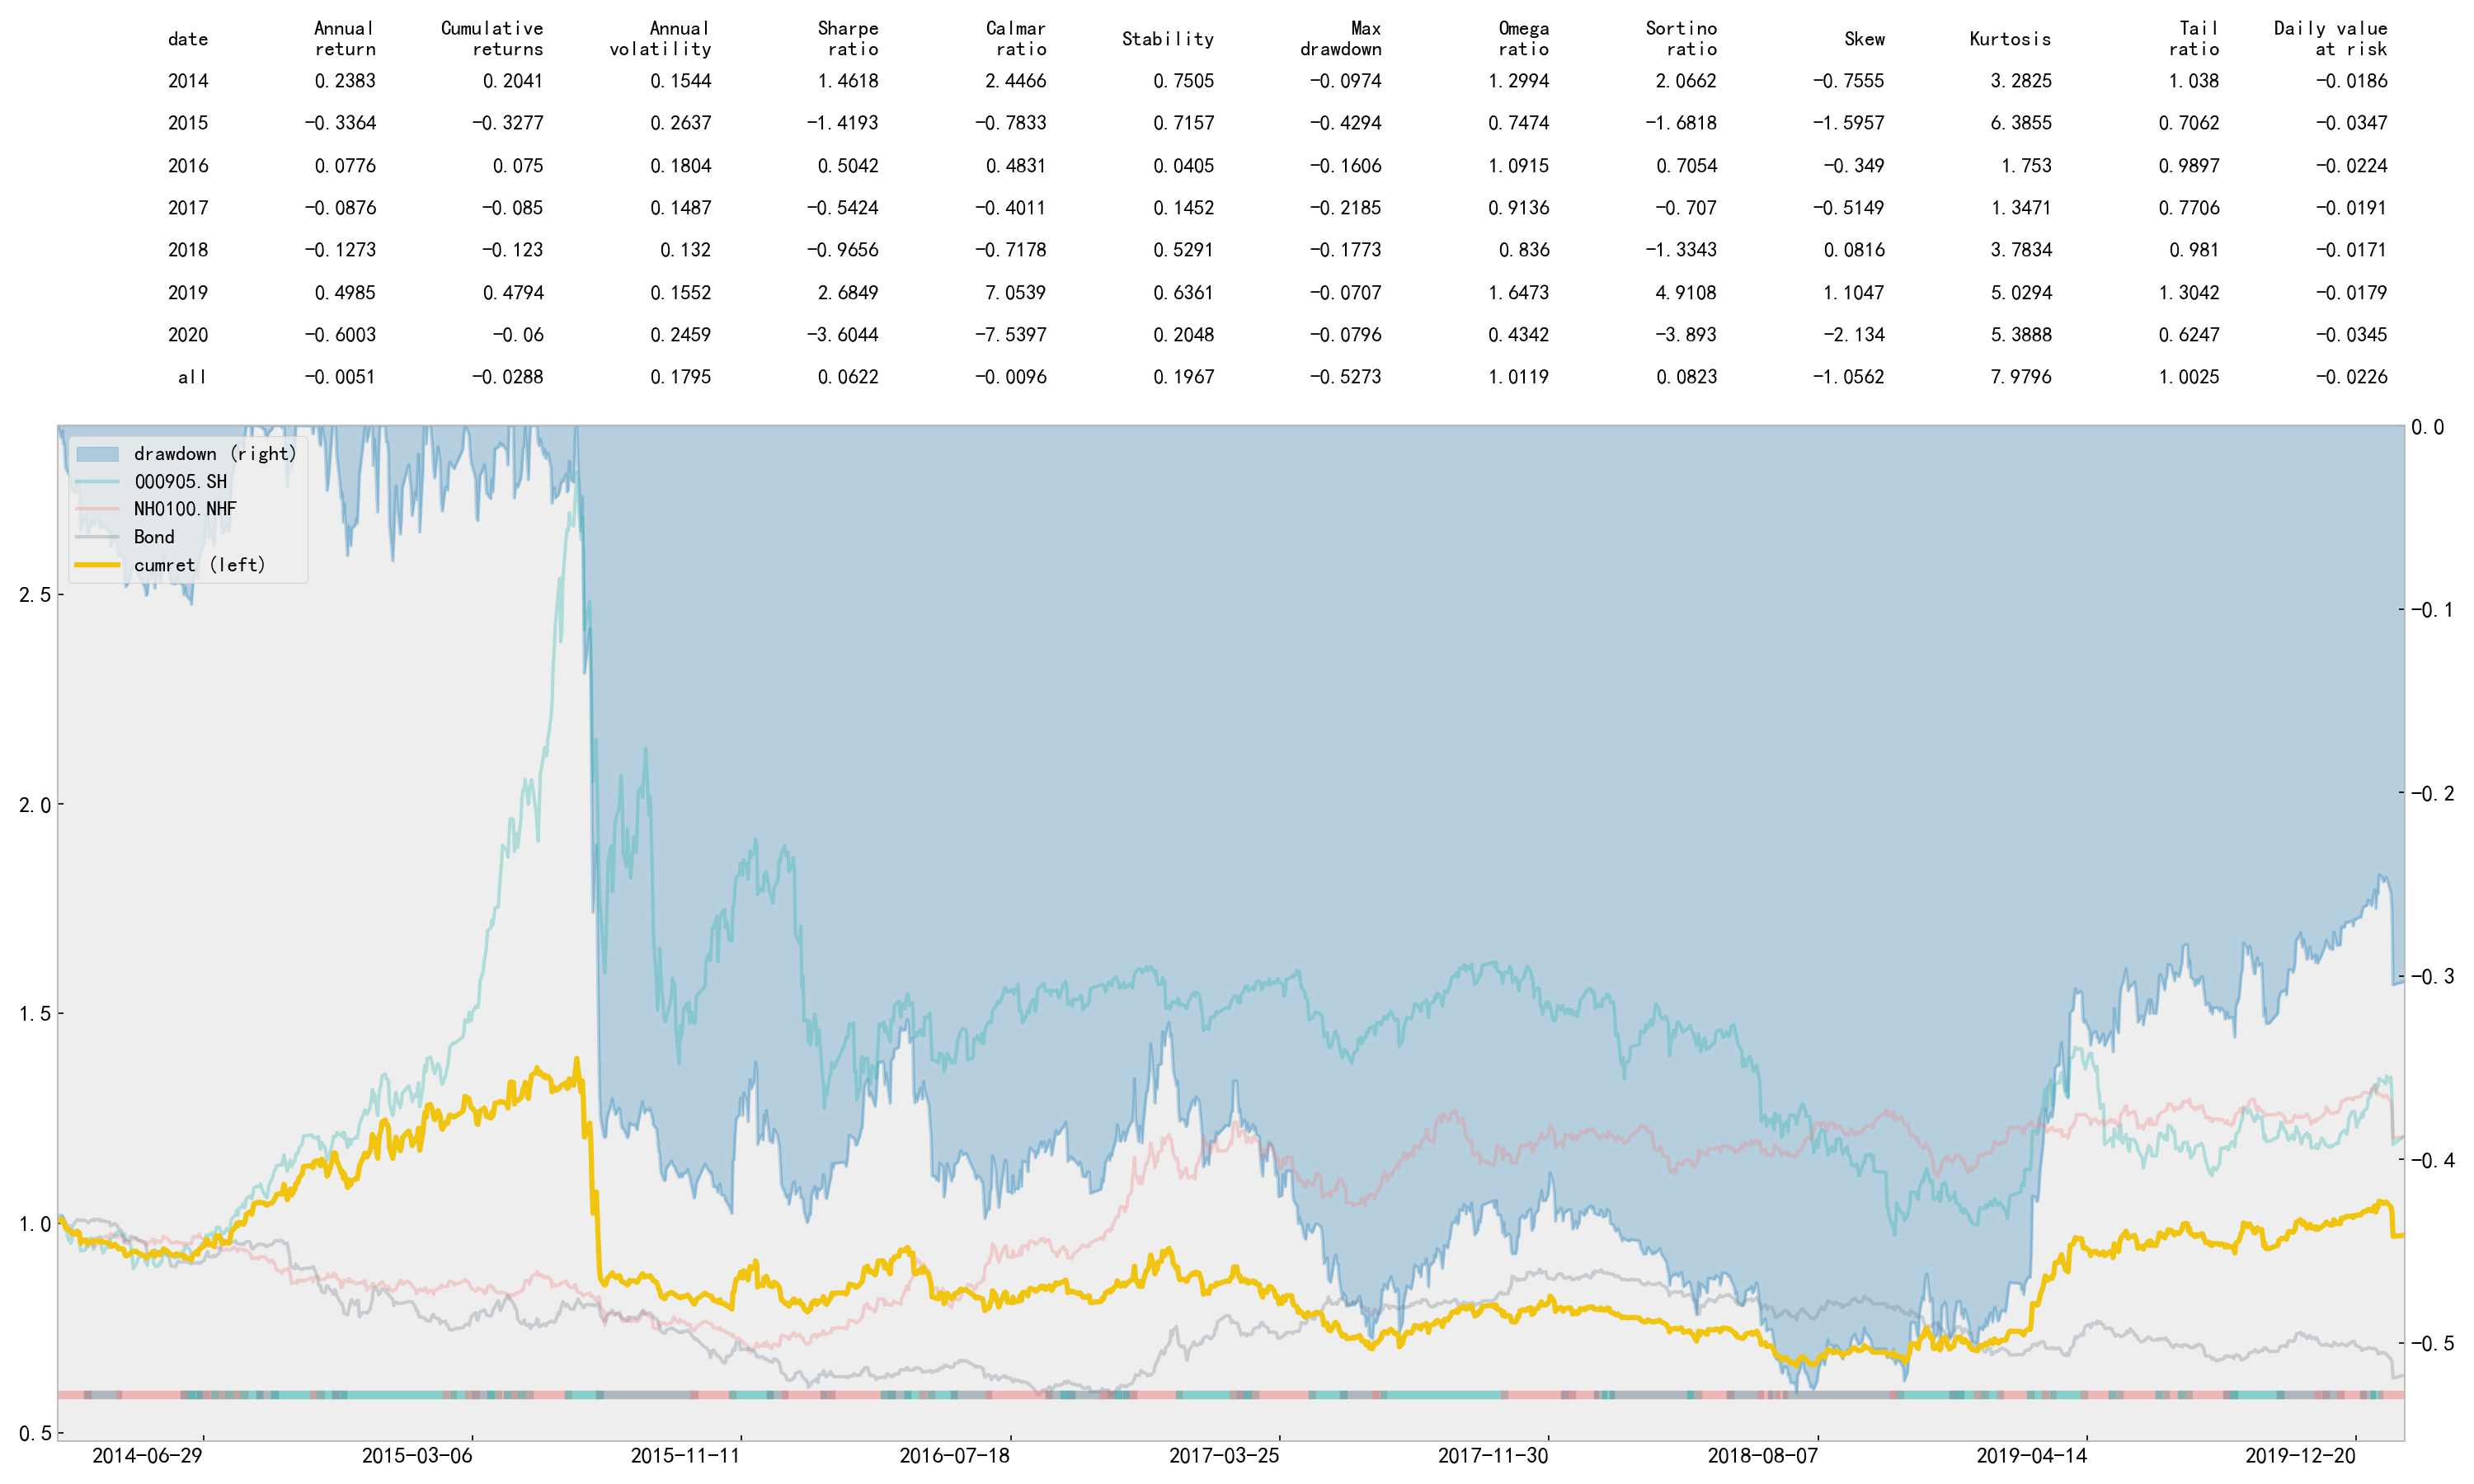 date Annual return Cumulative returns Annual volatility Sharpe ratio Calmar ratio Stability Max drawdown Omega ratio Sortino ratio Skew Kurtosis Tail ratio Daily value at risk
2014 0.2383 0.2041 0.1544 1.4618 2.4466 0.7505 −0.0974 1.2994 2.0662 −0.7555 3.2825 1.038 −0.0186
2015 −0.3364 −0.3277 0.2637 −1.4193 −0.7833 0.7157 −0.4294 0.7474 −1.6818 −1.5957 6.3855 0.7062 −0.0347
2016 0.0776 0.075 0.1804 0.5042 0.4831 0.0405 −0.1606 1.0915 0.7054 −0.349 1.753 0.9897 −0.0224
2017 −0.0876 −0.085 0.1487 −0.5424 −0.4011 0.1452 −0.2185 0.9136 −0.707 −0.5149 1.3471 0.7706 −0.0191
2018 −0.1273 −0.123 0.132 −0.9656 −0.7178 0.5291 −0.1773 0.836 −1.3343 0.0816 3.7834 0.981 −0.0171
2019 0.4985 0.4794 0.1552 2.6849 7.0539 0.6361 −0.0707 1.6473 4.9108 1.1047 5.0294 1.3042 −0.0179
2020 −0.6003 −0.06 0.2459 −3.6044 −7.5397 0.2048 −0.0796 0.4342 −3.893 −2.134 5.3888 0.6247 −0.0345
all −0.0051 −0.0288 0.1795 0.0622 −0.0096 0.1967 −0.5273 1.0119 0.0823 −1.0562 7.9796 1.0025 −0.0226
drawdown (right)
000905.SH
NH0100.NHF
Bond
cumret (left)
2.5
2.0
1.5
1.0
0.5
0.0
−0.1
−0.2
−0.3
−0.4
−0.5
2014−06−29 2015−03−06 2015−11−11 2016−07−18 2017−03−25 2017−11−30 2018−08−07 2019−04−14 2019−12−20